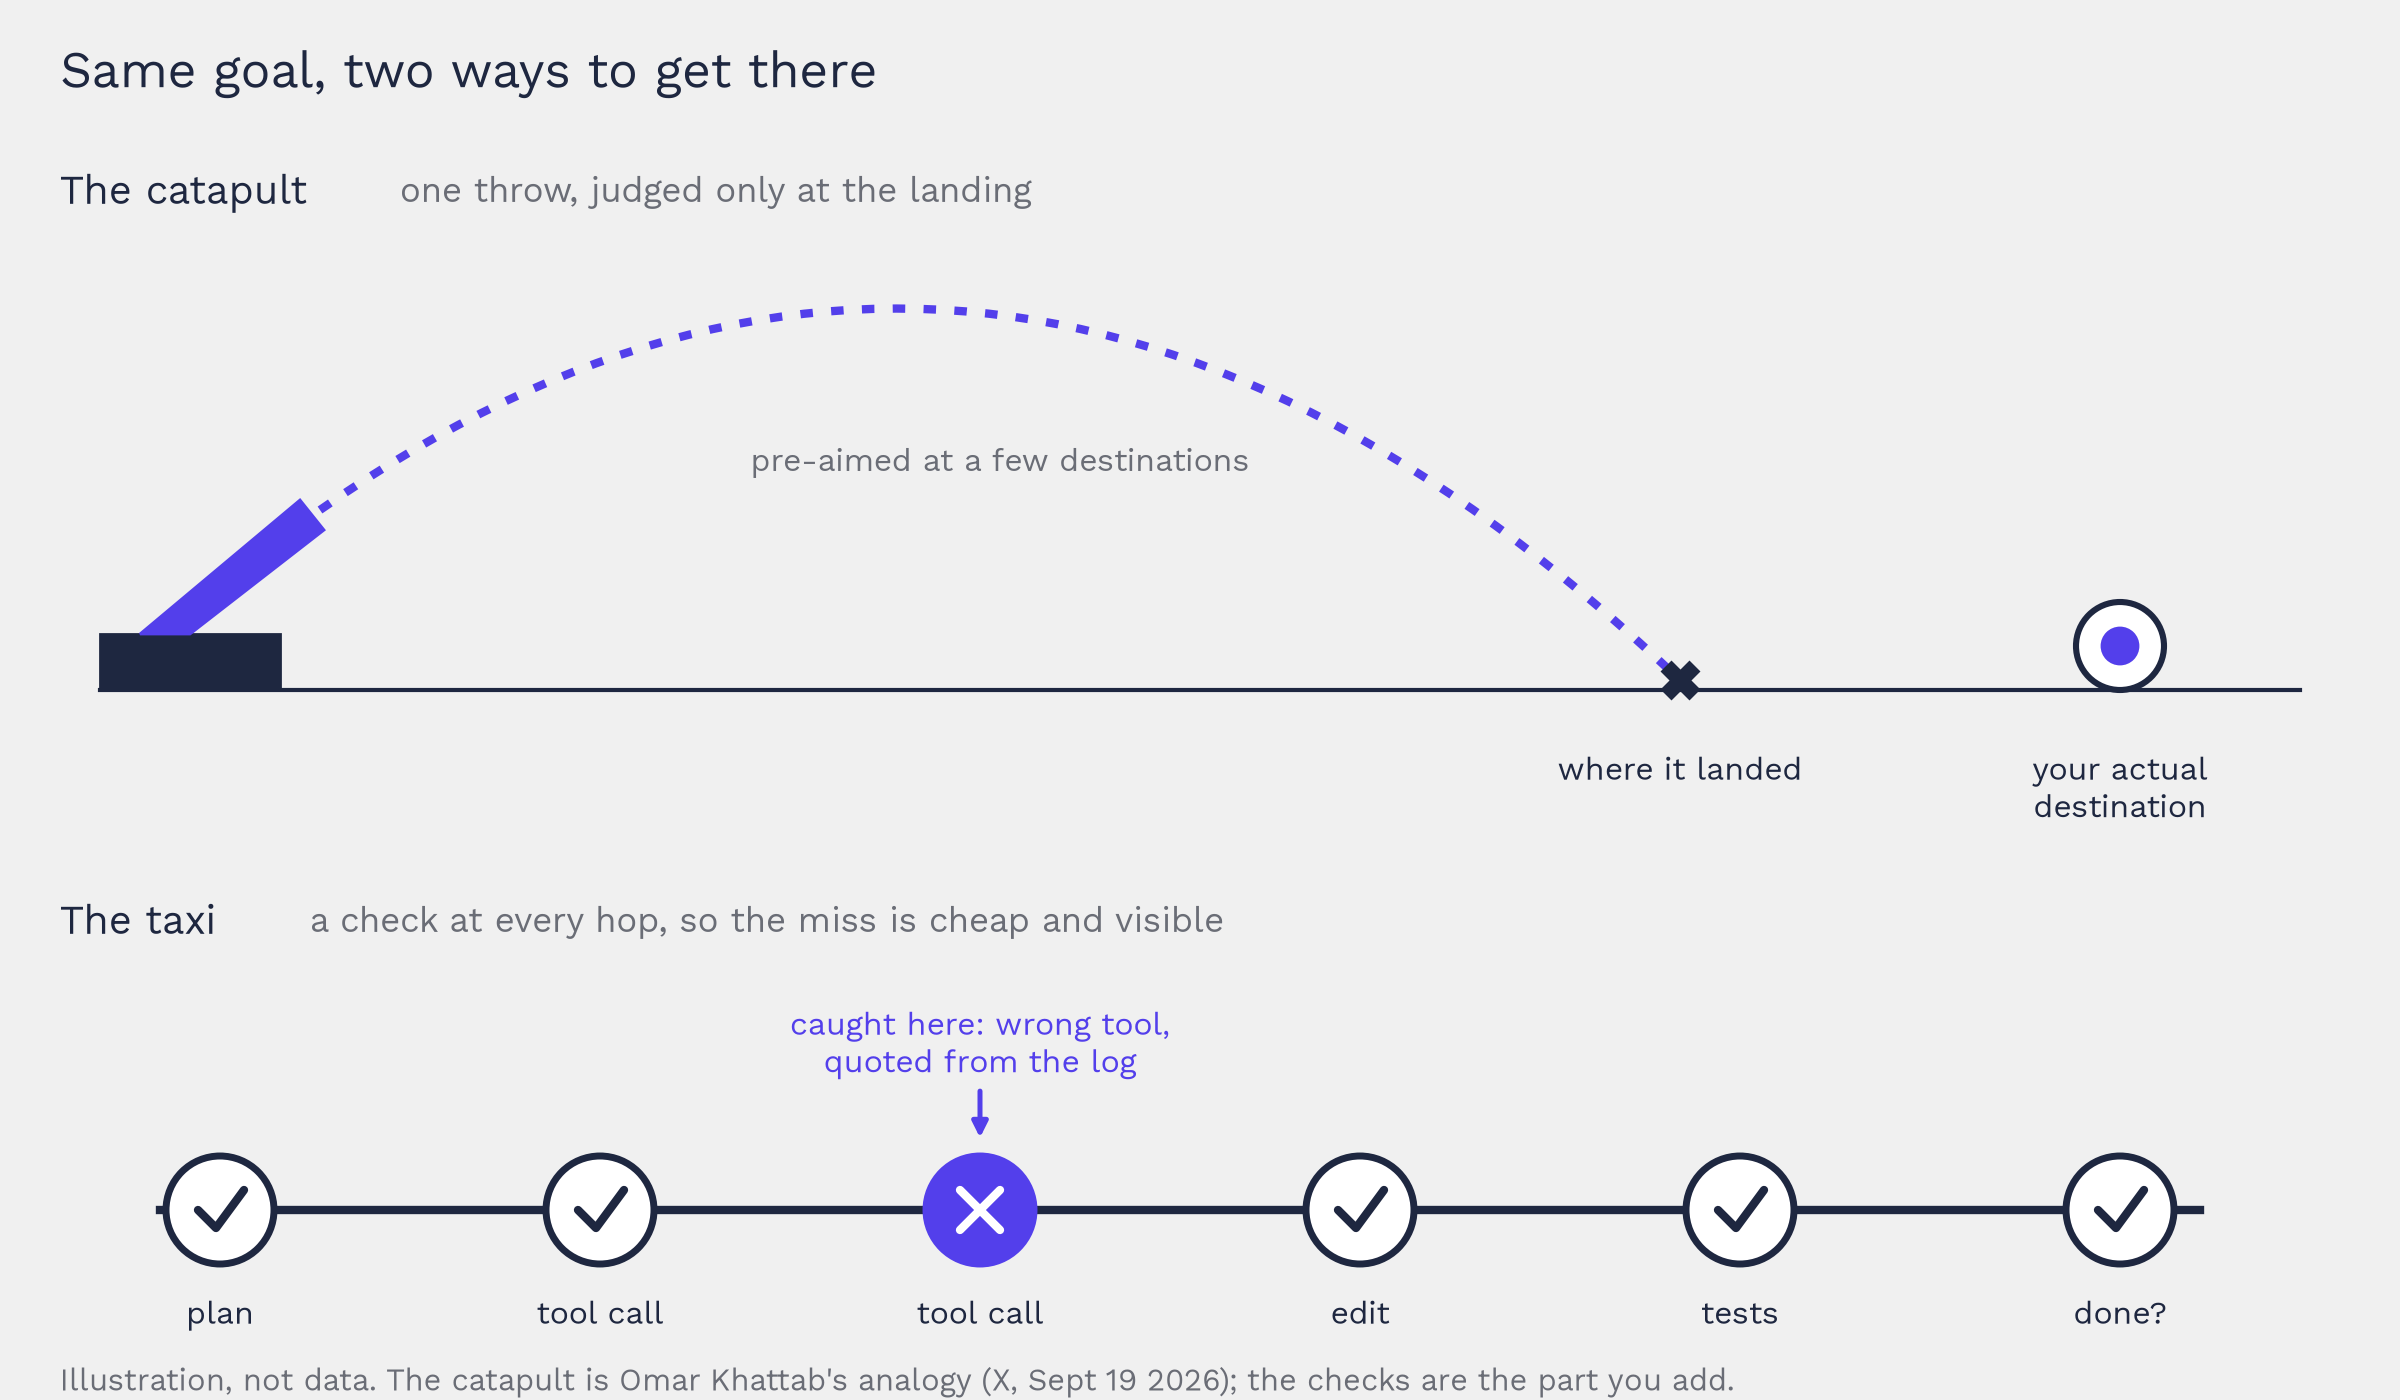 Same goal, two ways to get there
The catapult
one throw, judged only at the landing
pre-aimed at a few destinations
where it landed
your actual
destination
The taxi
a check at every hop, so the miss is cheap and visible
caught here: wrong tool,
quoted from the log
plan
tool call
tool call
edit
tests
done?
Illustration, not data. The catapult is Omar Khattab's analogy (X, Sept 19 2026); the checks are the part you add.